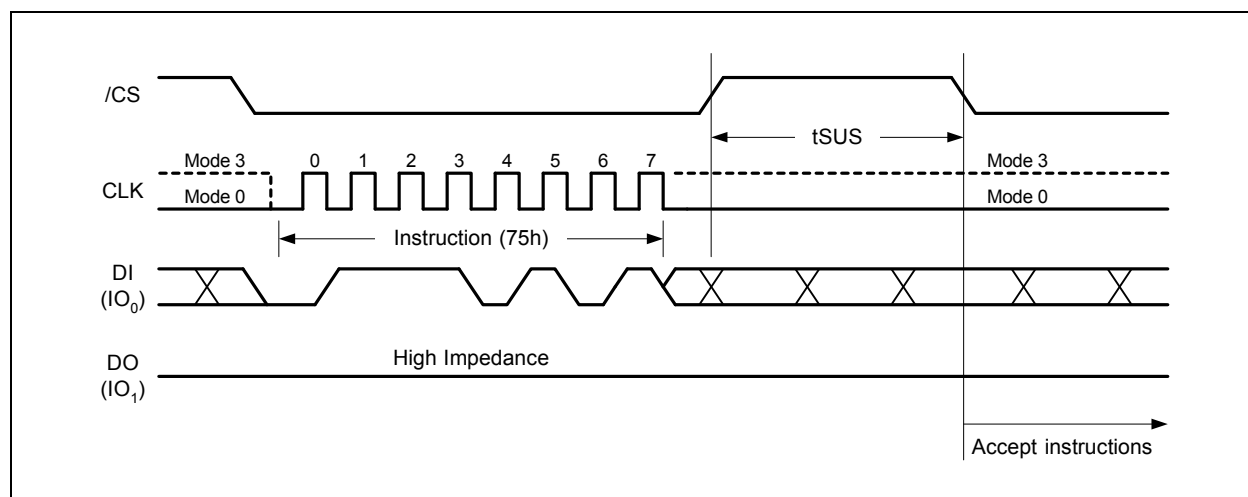 /CS
tSUS
Mode 3
0 1 2 3 4 5 6 7
Mode 3
CLK
Mode 0
Mode 0
Instruction (75h)
DI
(IO0)
High Impedance
DO
(IO1)
Accept instructions